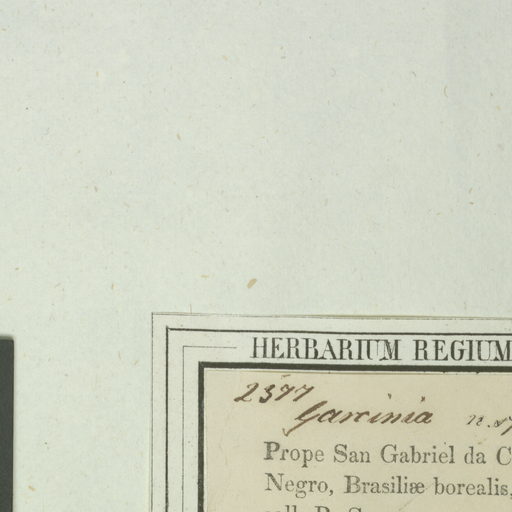 HERBARIUM REGIUM
2377
Garcinia n. s
Prope San Gabriel da C
Negro, Brasiliæ borealis,